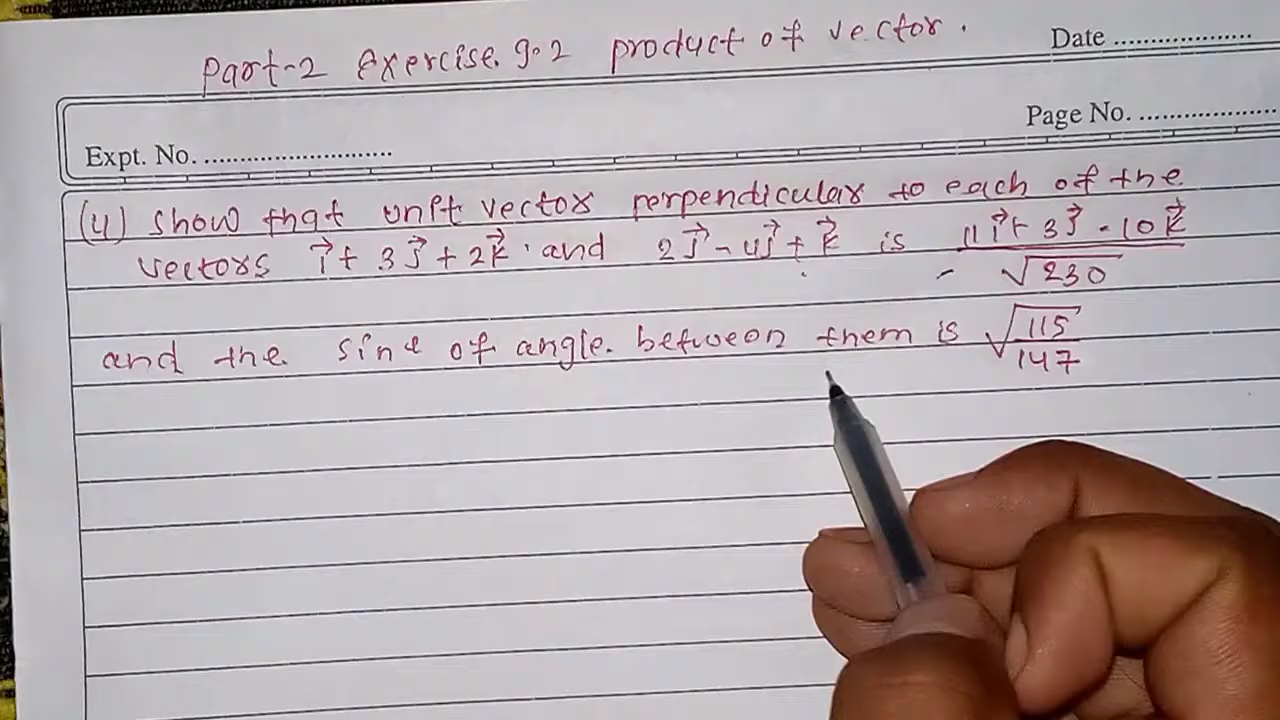 Part-2 Exercise. 9.2 product of vector.
Date ....................
Page No. ....................
Expt. No. ...........................
(4) Show that unit vector perpendicular to each of the
vectors i⃗ + 3j⃗ + 2k⃗ and 2j⃗ - 4j⃗ + k⃗ is (11i⃗ + 3j⃗ - 10k⃗)/√230
and the sine of angle. between them is √(115/147)